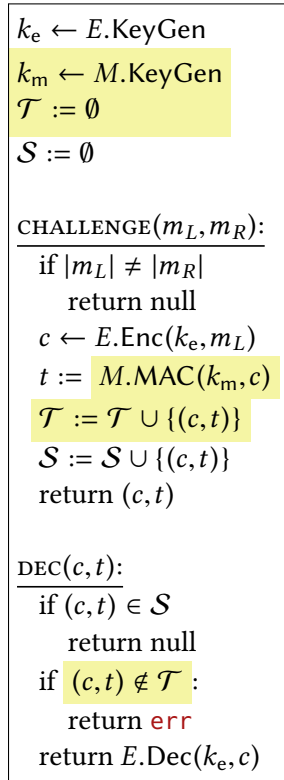 k_e ← E.KeyGen
k_m ← M.KeyGen
𝒯 := ∅
𝒮 := ∅
CHALLENGE(m_L, m_R):
if |m_L| ≠ |m_R|
return null
c ← E.Enc(k_e, m_L)
t := M.MAC(k_m, c)
𝒯 := 𝒯 ∪ {(c, t)}
𝒮 := 𝒮 ∪ {(c, t)}
return (c, t)
DEC(c, t):
if (c, t) ∈ 𝒮
return null
if (c, t) ∉ 𝒯 :
return err
return E.Dec(k_e, c)